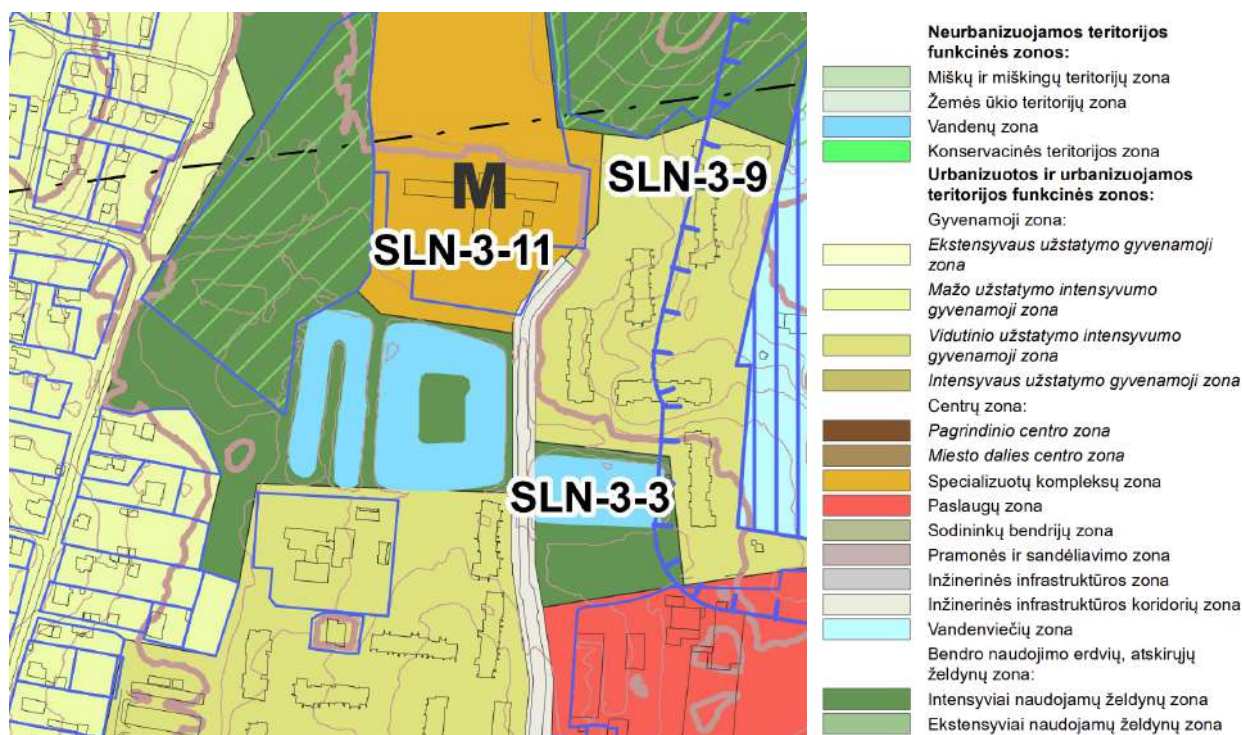 SLN-3-9
M
SLN-3-11
SLN-3-3
Neurbanizuojamos teritorijos
funkcinės zonos:
Miškų ir miškingų teritorijų zona
Žemės ūkio teritorijų zona
Vandenų zona
Konservacinės teritorijos zona
Urbanizuotos ir urbanizuojamos
teritorijos funkcinės zonos:
Gyvenamoji zona:
Ekstensyvaus užstatymo gyvenamoji
zona
Mažo užstatymo intensyvumo
gyvenamoji zona
Vidutinio užstatymo intensyvumo
gyvenamoji zona
Intensyvaus užstatymo gyvenamoji zona
Centrų zona:
Pagrindinio centro zona
Miesto dalies centro zona
Specializuotų kompleksų zona
Paslaugų zona
Sodininkų bendrijų zona
Pramonės ir sandėliavimo zona
Inžinerinės infrastruktūros zona
Inžinerinės infrastruktūros koridorių zona
Vandenviečių zona
Bendro naudojimo erdvių, atskirųjų
želdynų zona:
Intensyviai naudojamų želdynų zona
Ekstensyviai naudojamų želdynų zona